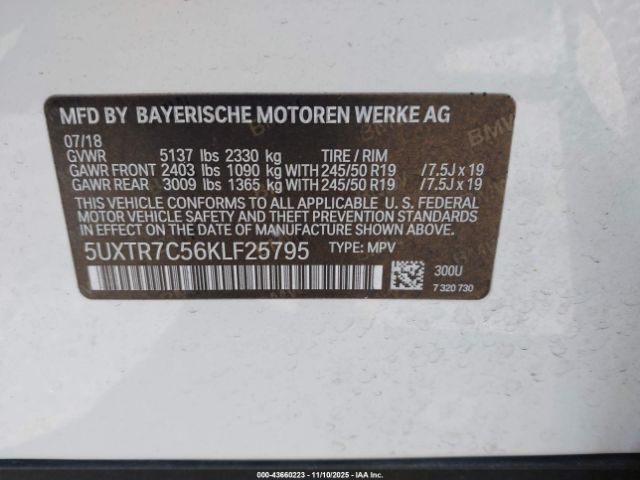 MFD BY BAYERISCHE MOTOREN WERKE AG
07/18
GVWR 5137 lbs 2330 kg TIRE / RIM
GAWR FRONT 2403 lbs 1090 kg WITH 245/50 R19 /7.5J x 19
GAWR REAR 3009 lbs 1365 kg WITH 245/50 R19 /7.5J x 19
THIS VEHICLE CONFORMS TO ALL APPLICABLE U. S. FEDERAL
MOTOR VEHICLE SAFETY, BUMPER, AND THEFT PREVENTION
STANDARDS IN EFFECT ON THE DATE OF MANUFACTURE SHOWN ABOVE.
5UXTR7C56KLF25795 TYPE: MPV
300U
7 320 730
000-43660223 - 11/10/2025 - IAA Inc.